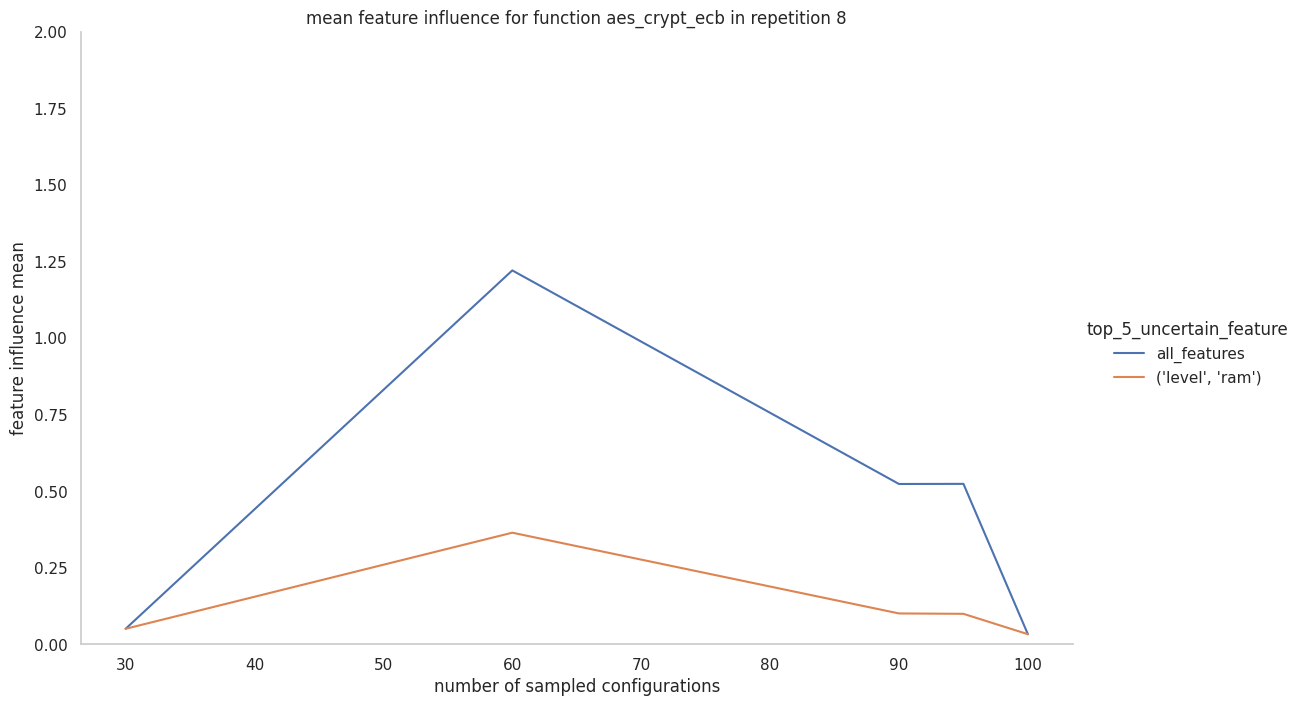 mean feature influence for function aes_crypt_ecb in repetition 8
2.00
1.75
1.50
1.25
1.00
0.75
0.50
0.25
0.00
feature influence mean
30 40 50 60 70 80 90 100
number of sampled configurations
top_5_uncertain_feature
all_features
('level', 'ram')